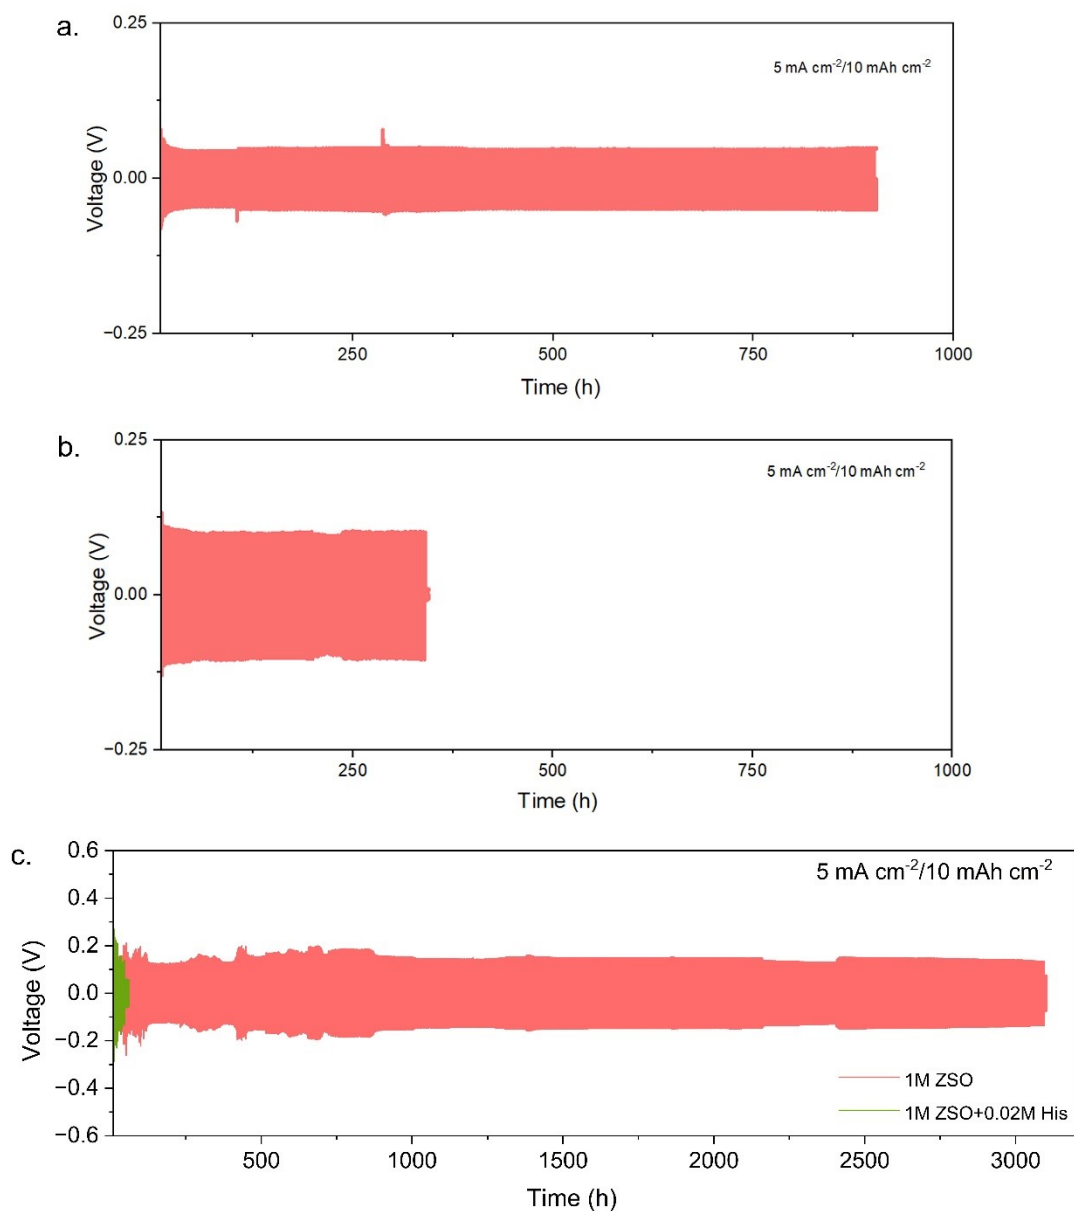 a.
0.25
0.00
−0.25
Voltage (V)
5 mA cm⁻²/10 mAh cm⁻²
250
500
750
1000
Time (h)
b.
0.25
0.00
−0.25
Voltage (V)
5 mA cm⁻²/10 mAh cm⁻²
250
500
750
1000
Time (h)
c.
0.6
0.4
0.2
0.0
−0.2
−0.4
−0.6
Voltage (V)
5 mA cm⁻²/10 mAh cm⁻²
1M ZSO
1M ZSO+0.02M His
500
1000
1500
2000
2500
3000
Time (h)